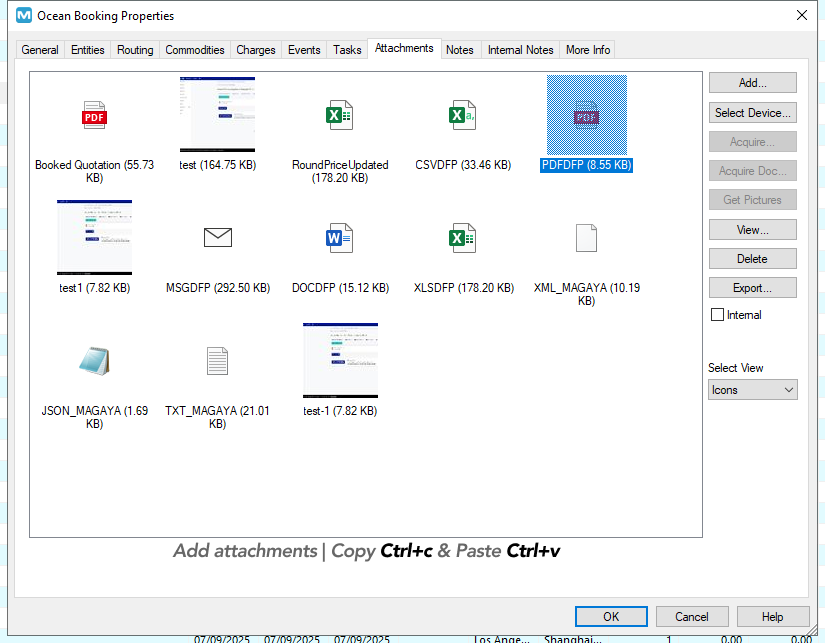 Ocean Booking Properties
General Entities Routing Commodities Charges Events Tasks Attachments Notes Internal Notes More Info
PDF
PDF
Booked Quotation (55.73 KB)
test (164.75 KB)
RoundPriceUpdated (178.20 KB)
CSVDFP (33.46 KB)
PDFDFP (8.55 KB)
test1 (7.82 KB)
MSGDFP (292.50 KB)
DOCDFP (15.12 KB)
XLSDFP (178.20 KB)
XML_MAGAYA (10.19 KB)
JSON_MAGAYA (1.69 KB)
TXT_MAGAYA (21.01 KB)
test-1 (7.82 KB)
Add...
Select Device...
Acquire...
Acquire Doc...
Get Pictures
View...
Delete
Export...
Internal
Select View
Icons
Add attachments | Copy Ctrl+c & Paste Ctrl+v
OK Cancel Help
07/09/2025 07/09/2025 07/09/2025 Los Ange... Shanghai... 1 0.00 0.00